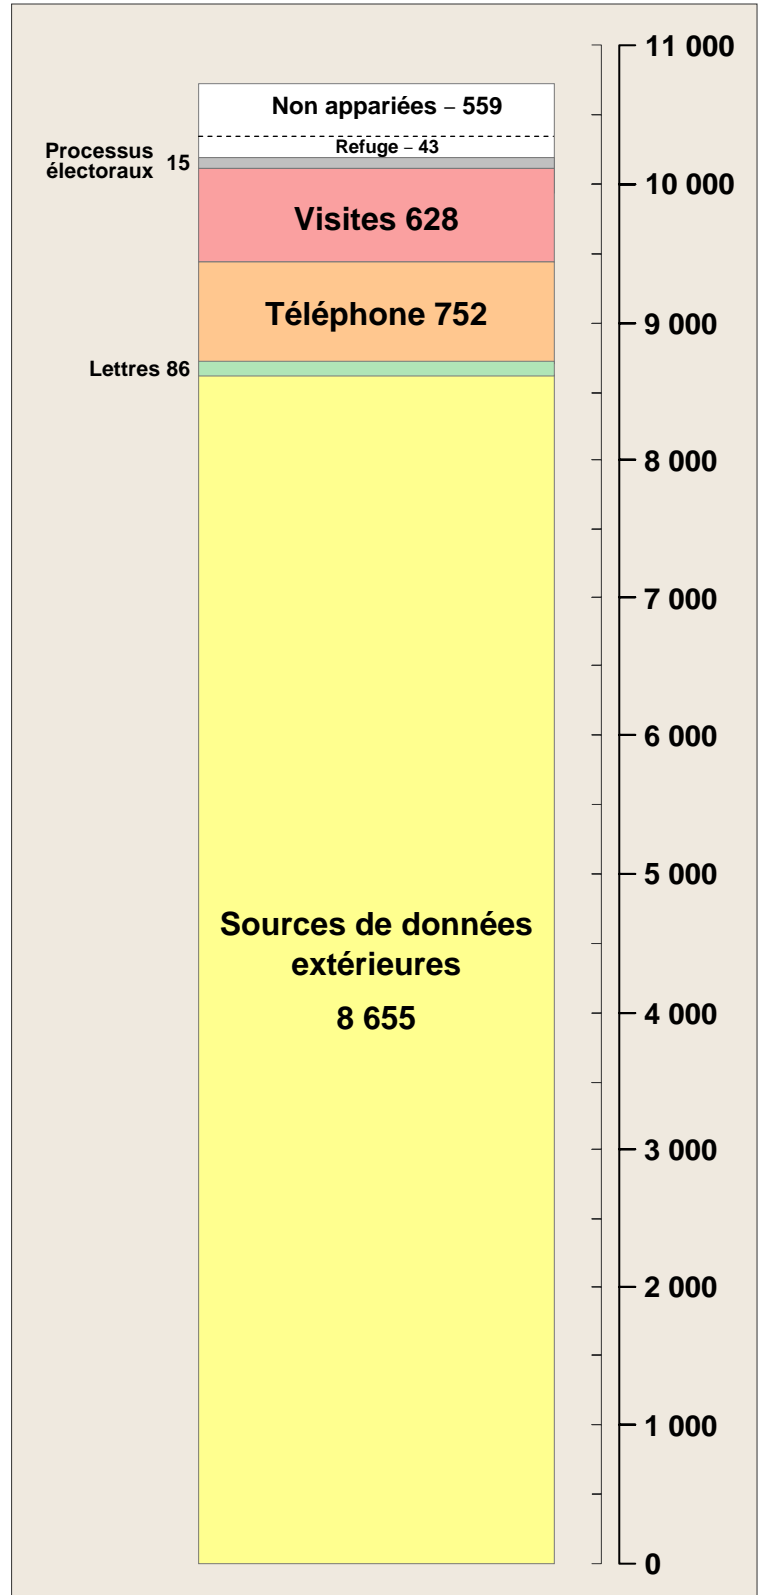 11 000
Non appariées – 559
Refuge – 43
Processus
électoraux 15
10 000
Visites 628
Téléphone 752
9 000
Lettres 86
8 000
7 000
6 000
5 000
Sources de données
extérieures
8 655
4 000
3 000
2 000
1 000
0